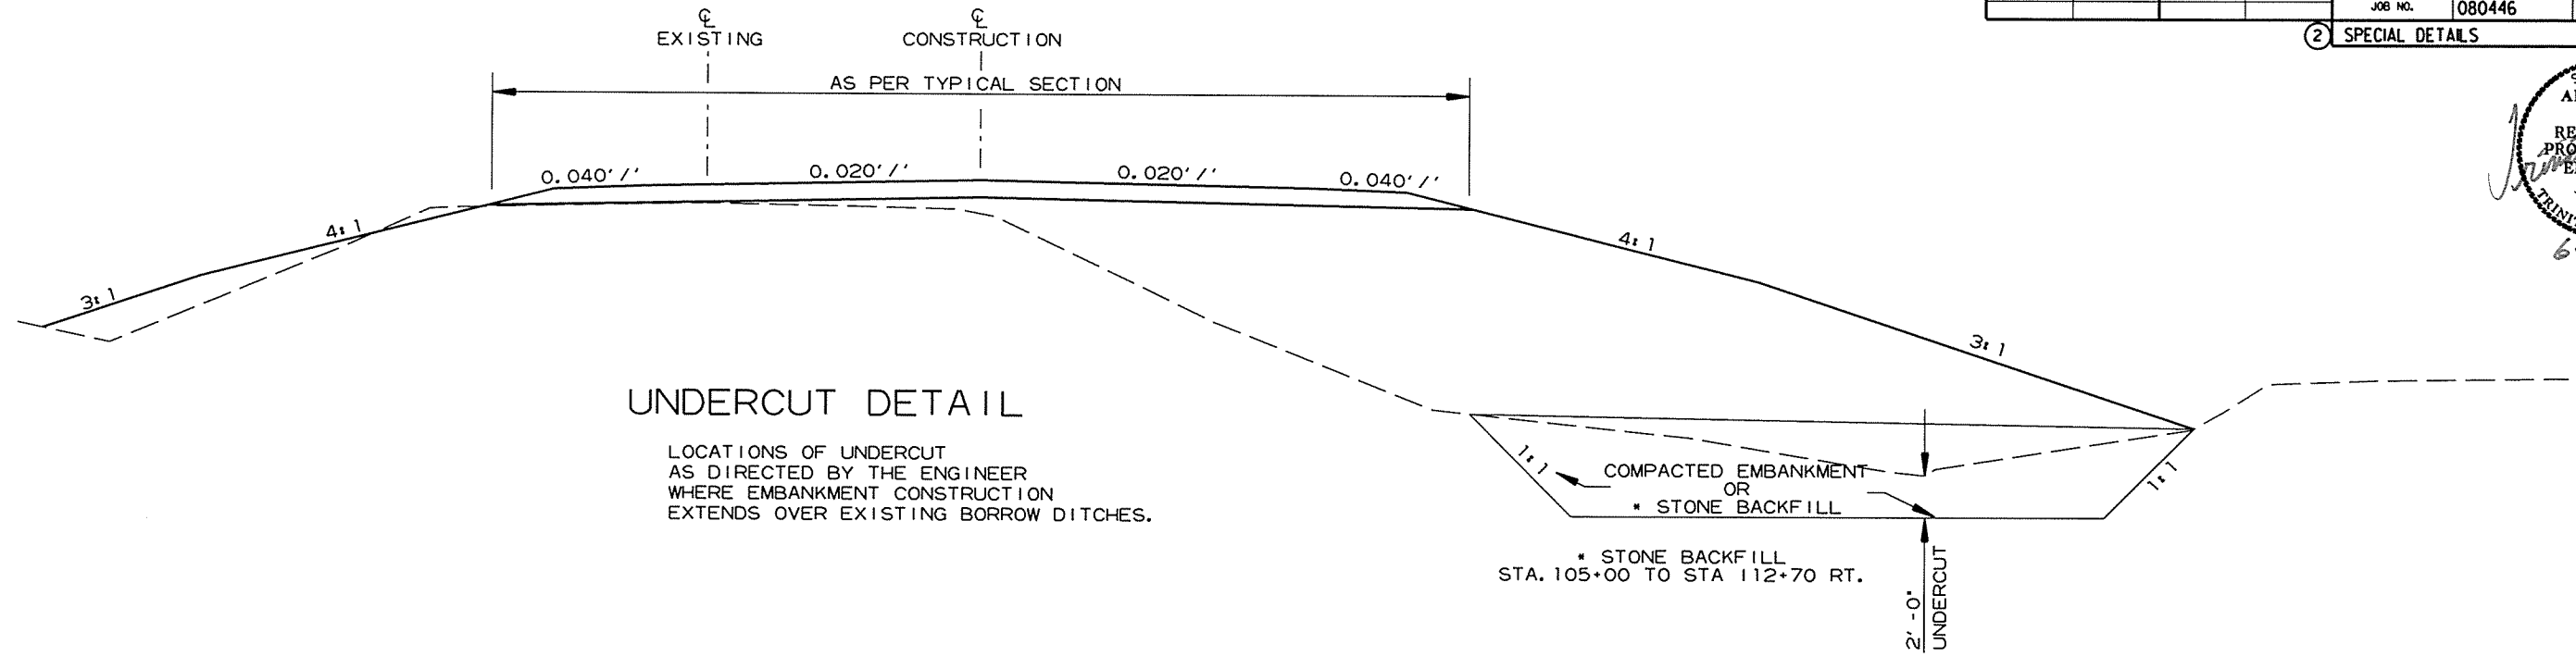 JOB NO. 080446
2 SPECIAL DETAILS
℄ EXISTING
℄ CONSTRUCTION
AS PER TYPICAL SECTION
0.040'/' 0.020'/' 0.020'/' 0.040'/'
4:1
3:1
4:1
3:1
UNDERCUT DETAIL
LOCATIONS OF UNDERCUT
AS DIRECTED BY THE ENGINEER
WHERE EMBANKMENT CONSTRUCTION
EXTENDS OVER EXISTING BORROW DITCHES.
1:1
COMPACTED EMBANKMENT
OR
* STONE BACKFILL
1:1
* STONE BACKFILL
STA. 105+00 TO STA 112+70 RT.
2'-0"
UNDERCUT